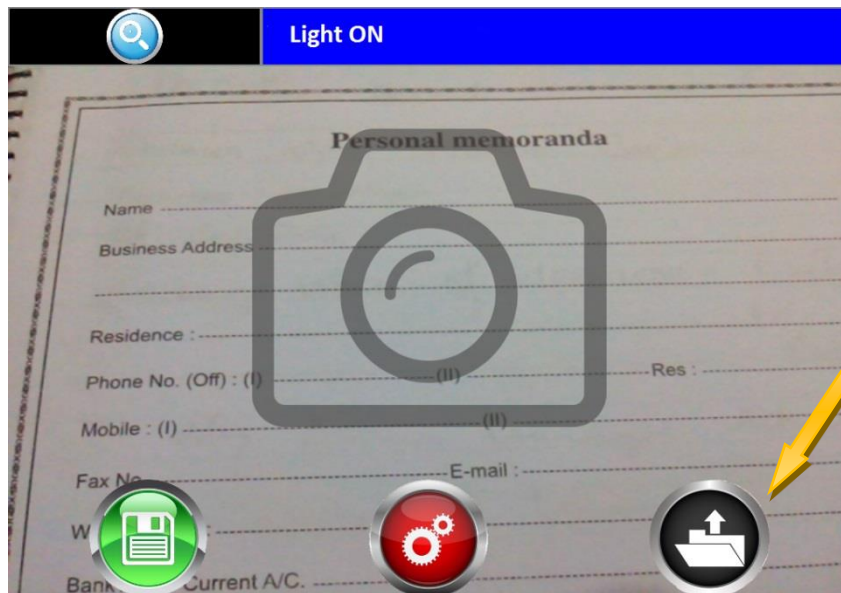 Light ON
Personal memoranda
Name
Business Address
Residence :
Phone No. (Off) : (I) (II) Res :
Mobile : (I) (II)
Fax No. E-mail :
Current A/C.